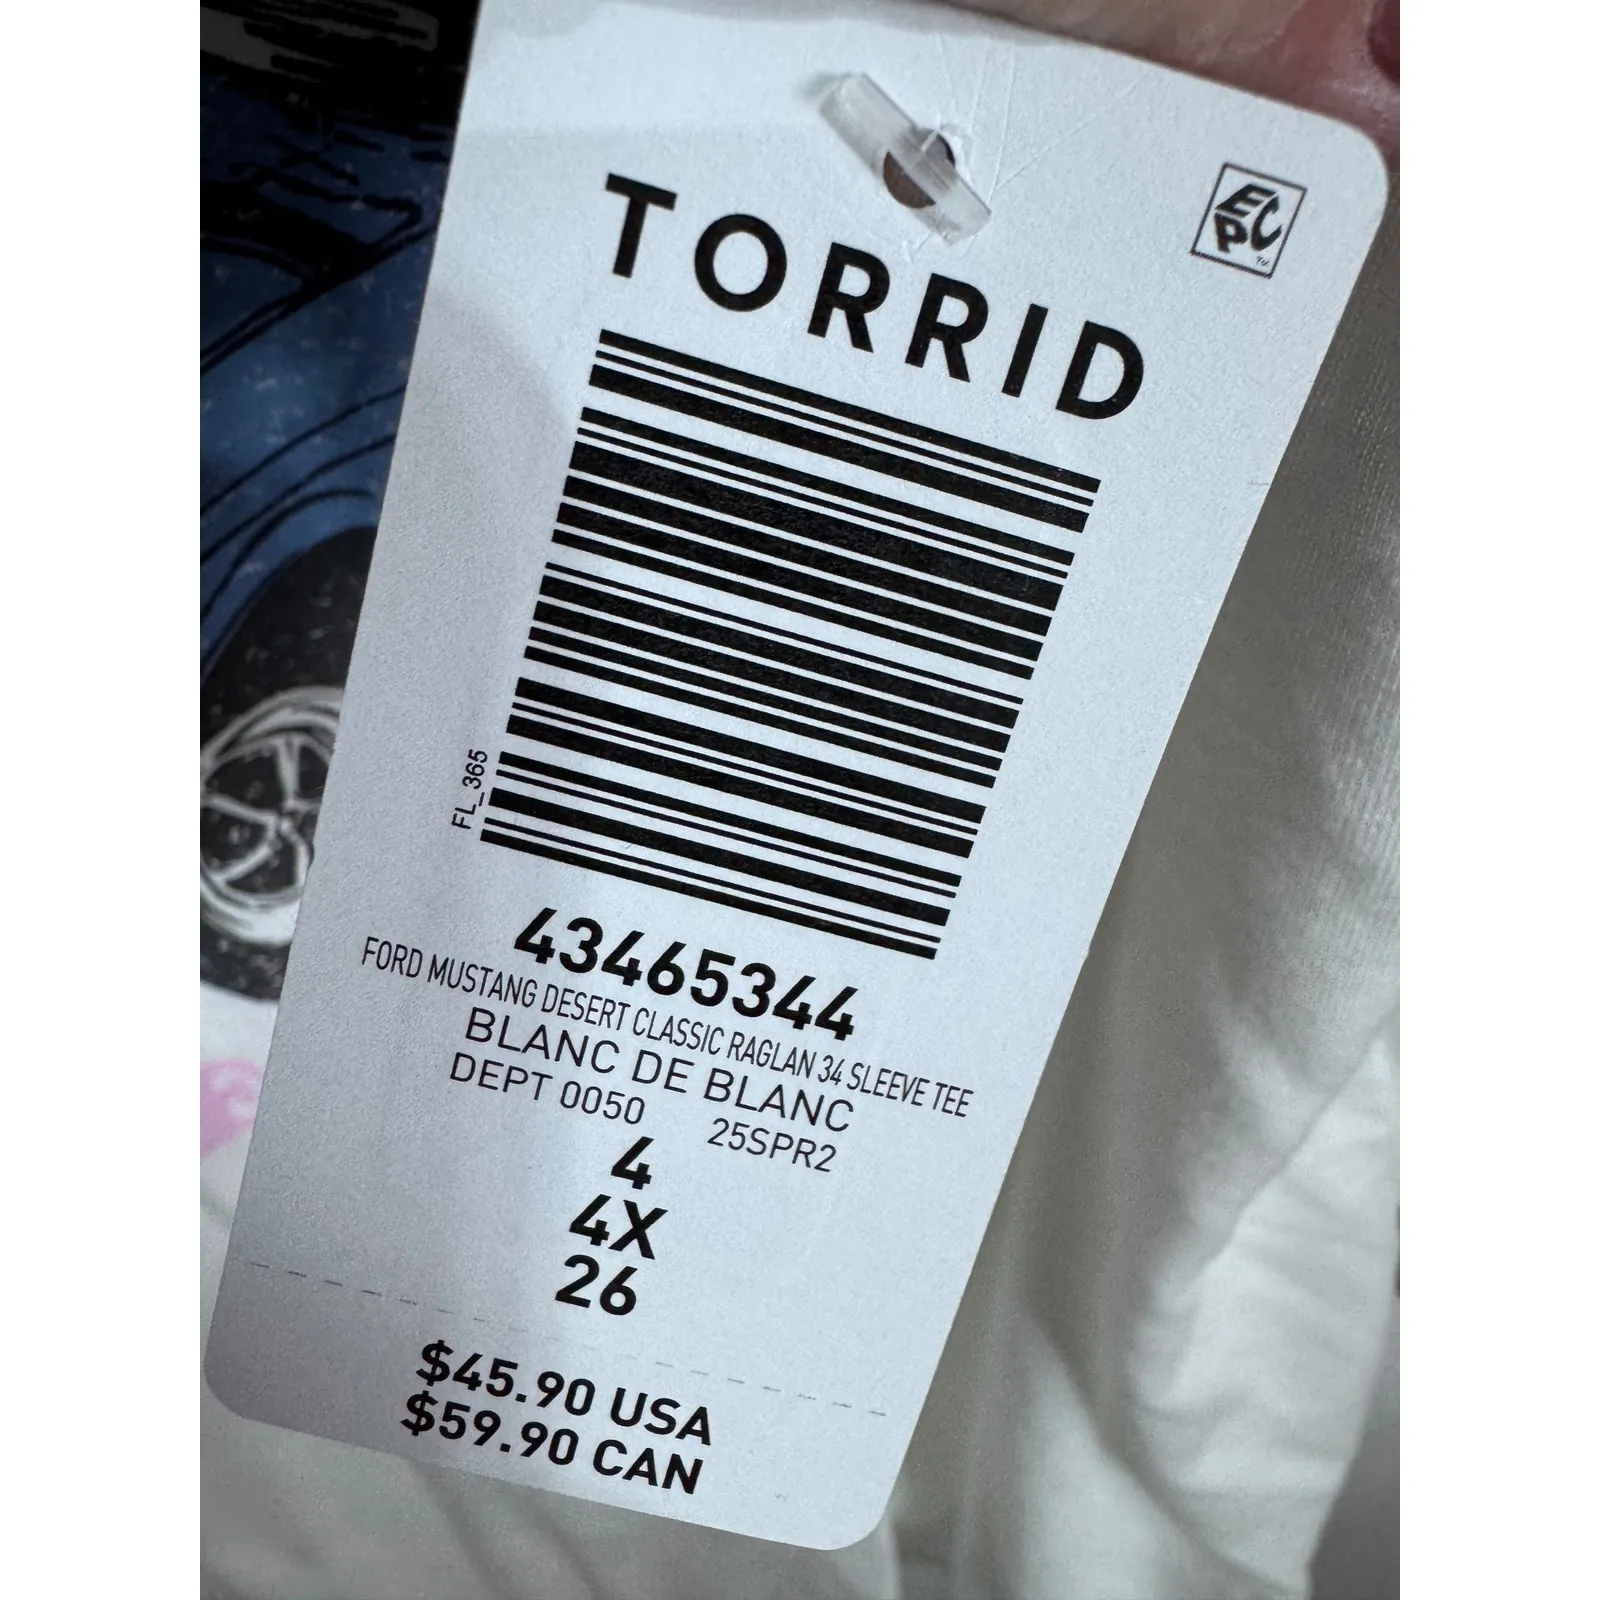 EPC
TM
TORRID
FL_365
43465344
FORD MUSTANG DESERT CLASSIC RAGLAN 34 SLEEVE TEE
BLANC DE BLANC
DEPT 0050 25SPR2
4
4X
26
$45.90 USA
$59.90 CAN